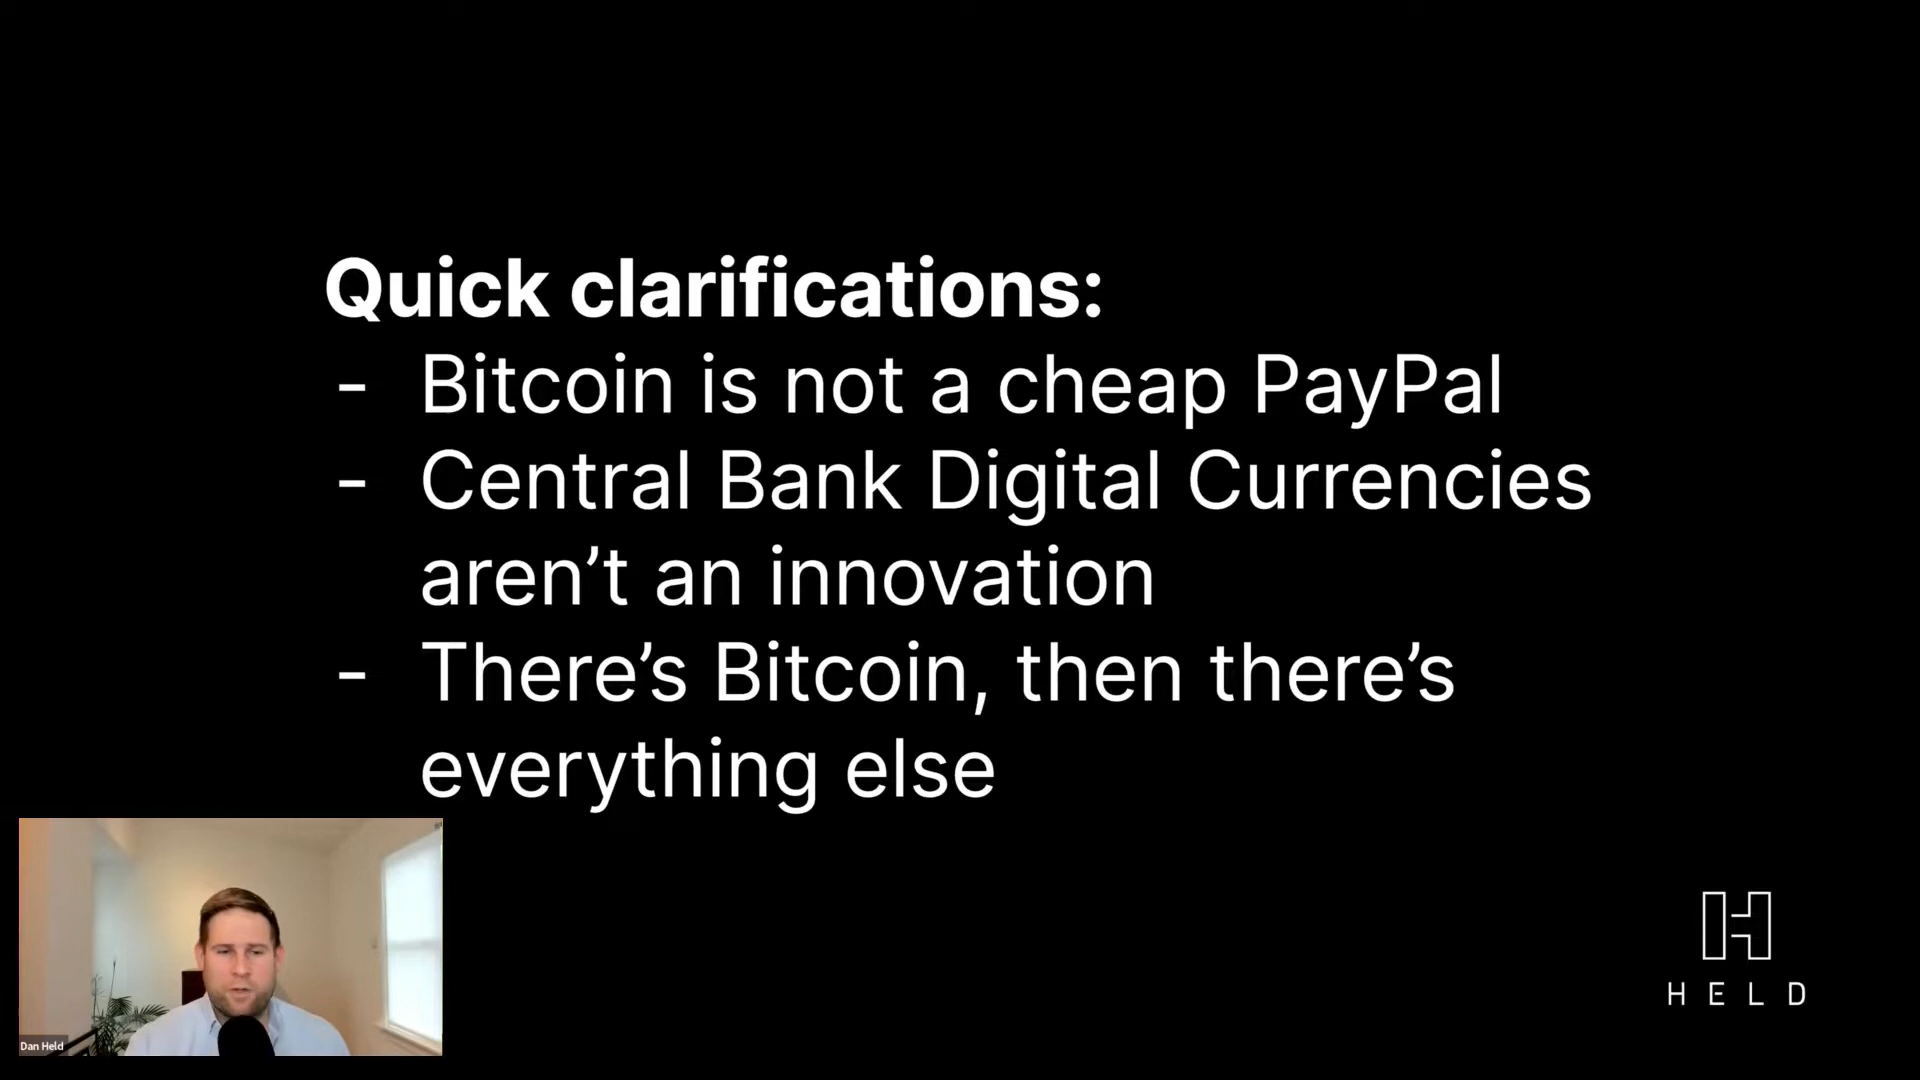 Quick clarifications:
- Bitcoin is not a cheap PayPal
- Central Bank Digital Currencies
aren’t an innovation
- There’s Bitcoin, then there’s
everything else
Dan Held
HELD